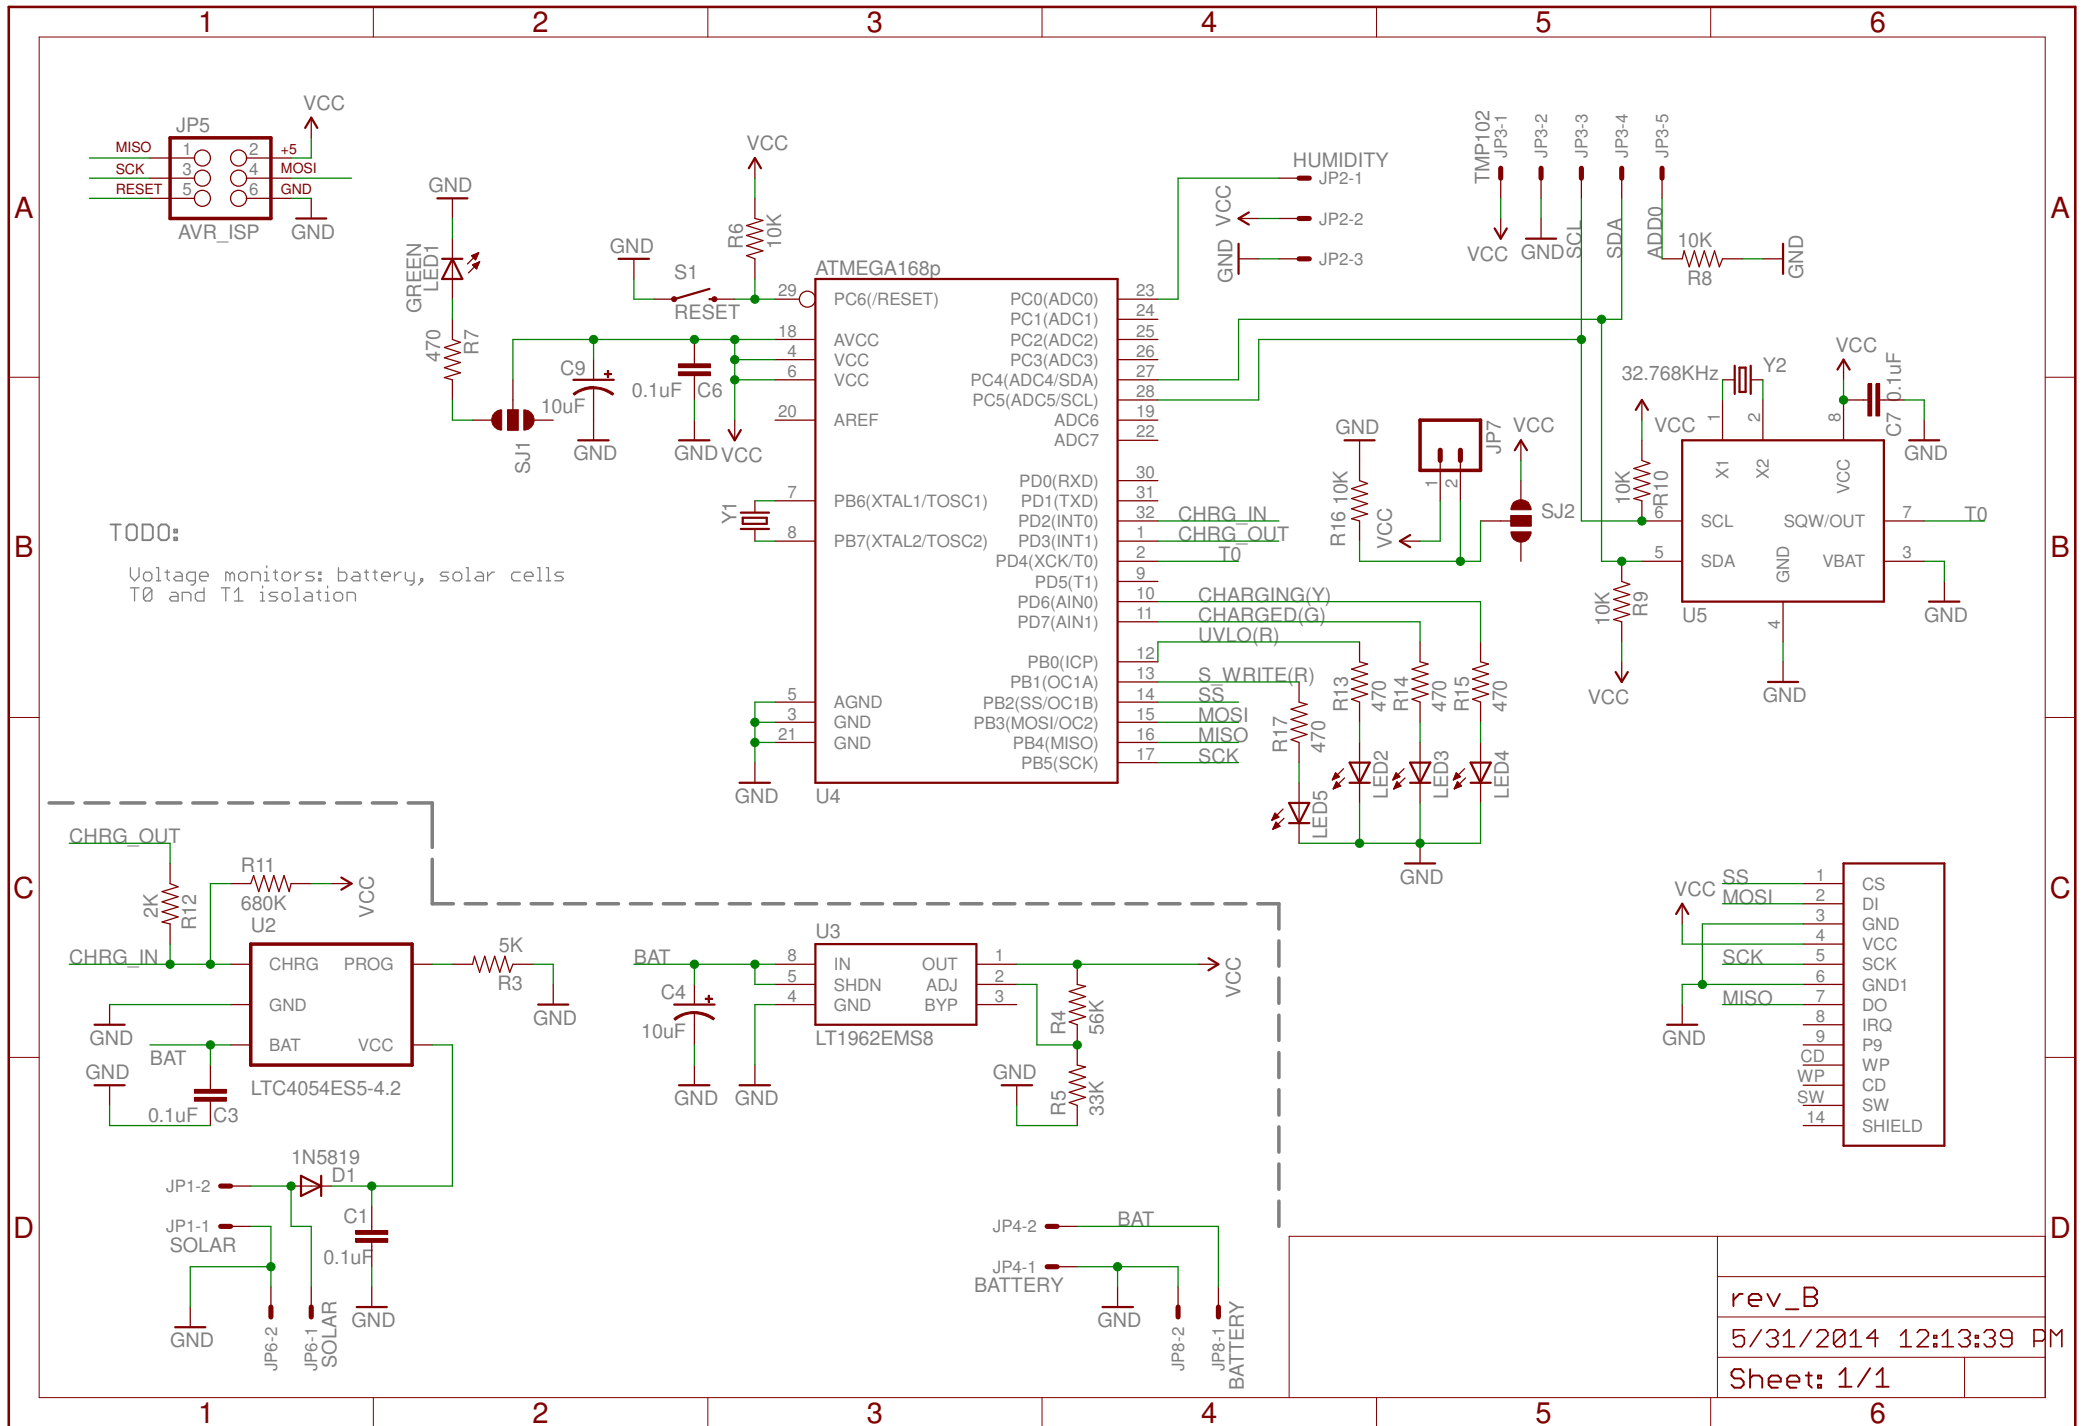 1 2 3 4 5 6
A
A
B
B
C
C
D
D
JP5
VCC
MISO 1 2 +5
SCK 3 4 MOSI
RESET 5 6 GND
AVR_ISP
GND
GND
GREEN
LED1
470
R7
SJ1
VCC
R6
10K
GND
S1
RESET
C9
10uF
GND
0.1uF
C6
GND
VCC
Y1
ATMEGA168p
29 PC6(/RESET)
18 AVCC
4 VCC
6 VCC
20 AREF
7 PB6(XTAL1/TOSC1)
8 PB7(XTAL2/TOSC2)
5 AGND
3 GND
21 GND
GND
U4
PC0(ADC0) 23
PC1(ADC1) 24
PC2(ADC2) 25
PC3(ADC3) 26
PC4(ADC4/SDA) 27
PC5(ADC5/SCL) 28
ADC6 19
ADC7 22
PD0(RXD) 30
PD1(TXD) 31
PD2(INT0) 32 CHRG_IN
PD3(INT1) 1 CHRG_OUT
PD4(XCK/T0) 2 T0
PD5(T1) 9
PD6(AIN0) 10 CHARGING(Y)
PD7(AIN1) 11 CHARGED(G)
UVLO(R)
PB0(ICP) 12
PB1(OC1A) 13 S_WRITE(R)
PB2(SS/OC1B) 14 SS
PB3(MOSI/OC2) 15 MOSI
PB4(MISO) 16 MISO
PB5(SCK) 17 SCK
HUMIDITY
JP2-1
VCC
JP2-2
GND
JP2-3
TMP102
JP3-1
JP3-2
JP3-3
JP3-4
JP3-5
VCC
GND
SCL
SDA
ADD0
10K
R8
GND
GND
R16
10K
VCC
JP7
1
2
VCC
SJ2
32.768KHz
Y2
VCC
0.1uF
C7
GND
VCC
10K
R10
1
2
8
X1
X2
VCC
6 SCL
SQW/OUT 7 T0
5 SDA
GND
VBAT 3
4
U5
GND
GND
10K
R9
VCC
R13
470
R14
470
R15
470
R17
470
LED2
LED3
LED4
LED5
GND
TODO:
Voltage monitors: battery, solar cells
T0 and T1 isolation
CHRG_OUT
2K
R12
R11
680K
VCC
U2
CHRG_IN
CHRG PROG
GND
BAT VCC
GND
BAT
GND
0.1uF
C3
LTC4054ES5-4.2
5K
R3
GND
1N5819
D1
JP1-2
JP1-1
SOLAR
C1
0.1uF
GND
GND
JP6-2
JP6-1
SOLAR
BAT
C4
10uF
GND
GND
U3
8 IN OUT 1
5 SHDN ADJ 2
4 GND BYP 3
LT1962EMS8
VCC
R4
56K
GND
R5
33K
JP4-2
BAT
JP4-1
BATTERY
GND
JP8-2
JP8-1
BATTERY
VCC
SS 1 CS
MOSI 2 DI
3 GND
4 VCC
SCK 5 SCK
6 GND1
MISO 7 DO
8 IRQ
9 P9
CD WP
WP CD
SW SW
14 SHIELD
GND
rev_B
5/31/2014 12:13:39 PM
Sheet: 1/1
1 2 3 4 5 6